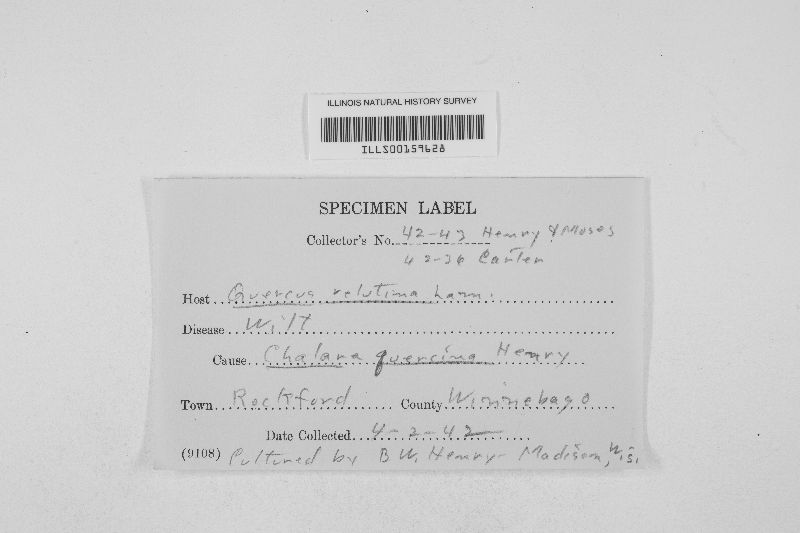 ILLINOIS NATURAL HISTORY SURVEY
ILLS00159628
SPECIMEN LABEL
Collector's No. 42-43 Henry & Moses
42-36 Carter
Host Quercus velutina Lam.
Disease Wilt
Cause Chalara quercina Henry
Town Rockford County Winnebago
Date Collected 4-2-42
(9108) Cultured by B W. Henry - Madison, Wis.